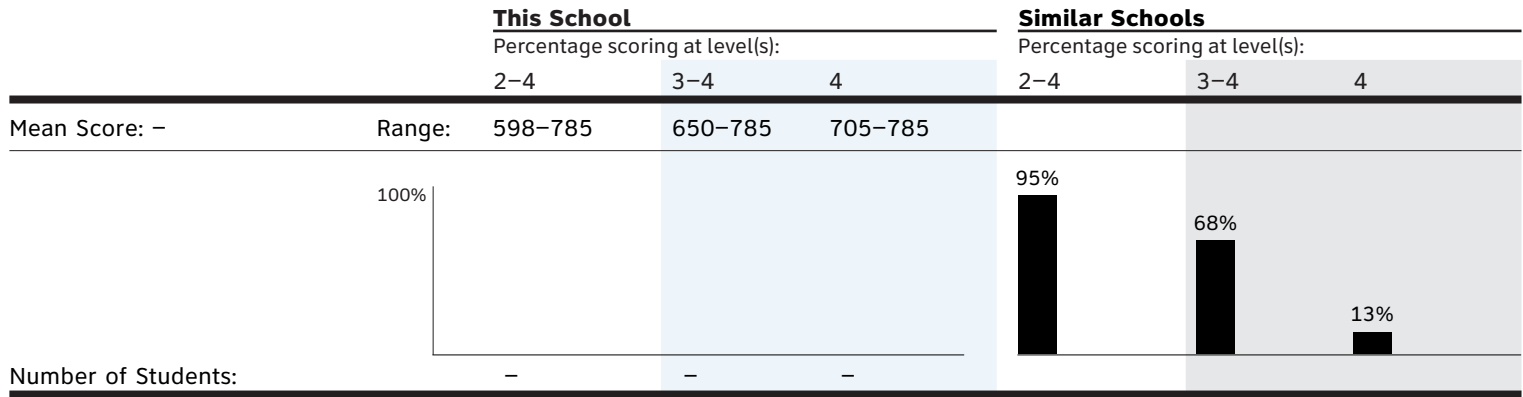 This School Similar Schools
Percentage scoring at level(s): Percentage scoring at level(s):
2–4 3–4 4 2–4 3–4 4
Mean Score: – Range: 598–785 650–785 705–785
95%
100%
68%
13%
Number of Students: – – –